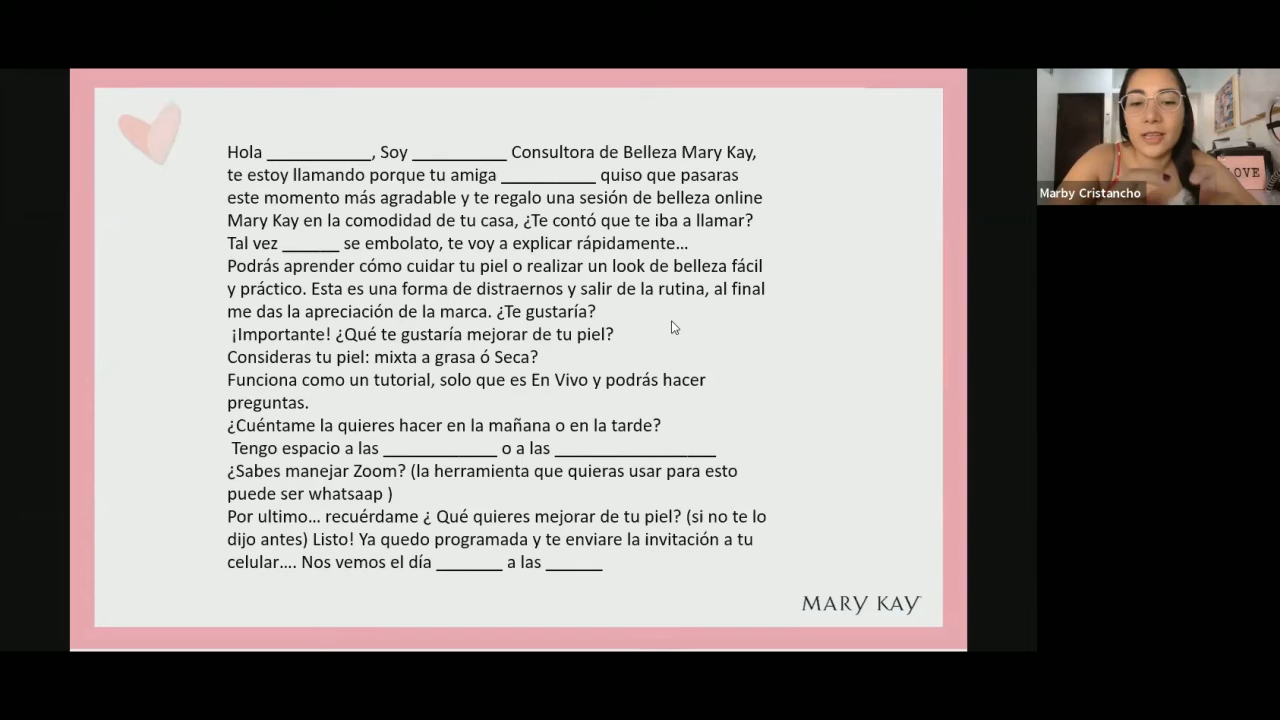 Hola ___________, Soy __________ Consultora de Belleza Mary Kay,
te estoy llamando porque tu amiga __________ quiso que pasaras
este momento más agradable y te regalo una sesión de belleza online
Mary Kay en la comodidad de tu casa, ¿Te contó que te iba a llamar?
Tal vez ______ se embolato, te voy a explicar rápidamente…
Podrás aprender cómo cuidar tu piel o realizar un look de belleza fácil
y práctico. Esta es una forma de distraernos y salir de la rutina, al final
me das la apreciación de la marca. ¿Te gustaría?
¡Importante! ¿Qué te gustaría mejorar de tu piel?
Consideras tu piel: mixta a grasa ó Seca?
Funciona como un tutorial, solo que es En Vivo y podrás hacer
preguntas.
¿Cuéntame la quieres hacer en la mañana o en la tarde?
Tengo espacio a las ____________ o a las _________________
¿Sabes manejar Zoom? (la herramienta que quieras usar para esto
puede ser whatsaap )
Por ultimo… recuérdame ¿ Qué quieres mejorar de tu piel? (si no te lo
dijo antes) Listo! Ya quedo programada y te enviare la invitación a tu
celular…. Nos vemos el día _______ a las ______
MARY KAY
LOVE
Marby Cristancho